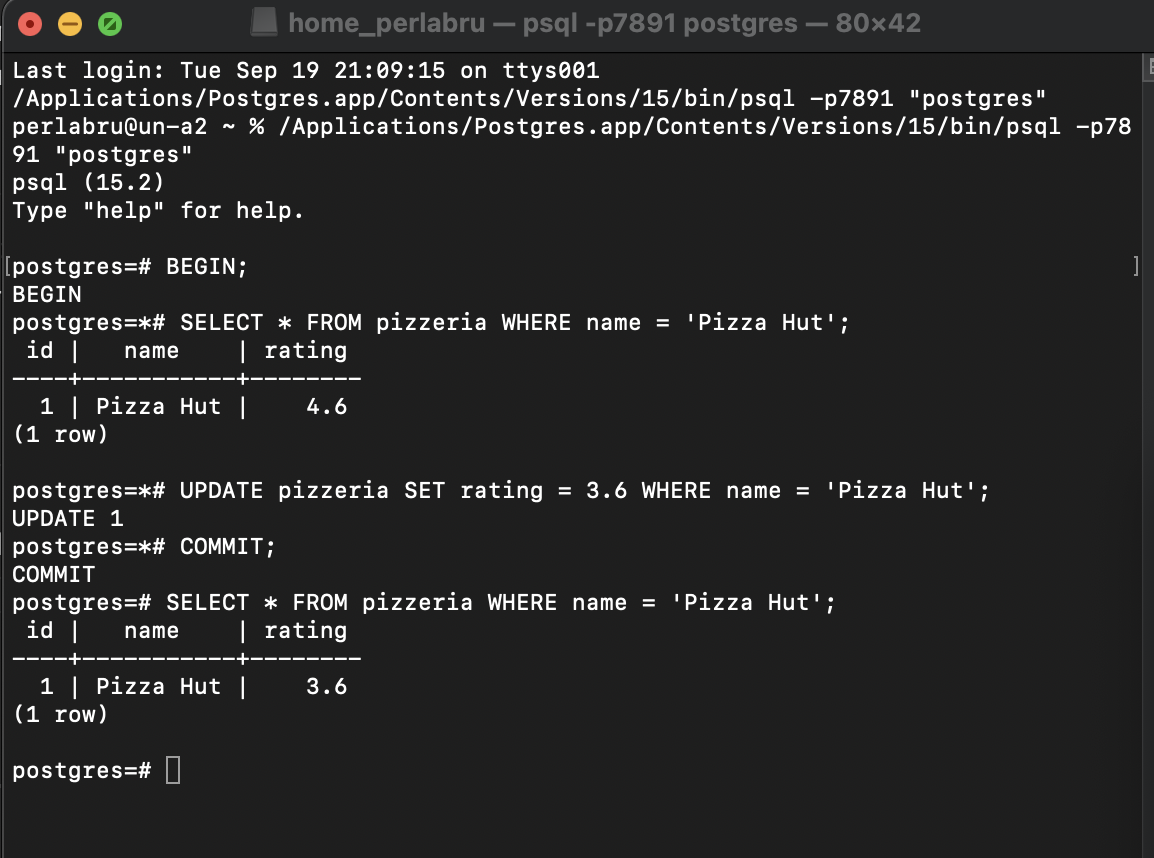 home_perlabru — psql -p7891 postgres — 80×42
Last login: Tue Sep 19 21:09:15 on ttys001
/Applications/Postgres.app/Contents/Versions/15/bin/psql -p7891 "postgres"
perlabru@un-a2 ~ % /Applications/Postgres.app/Contents/Versions/15/bin/psql -p78
91 "postgres"
psql (15.2)
Type "help" for help.
[postgres=# BEGIN; ]
BEGIN
postgres=*# SELECT * FROM pizzeria WHERE name = 'Pizza Hut';
 id |   name    | rating
----+-----------+--------
  1 | Pizza Hut |    4.6
(1 row)
postgres=*# UPDATE pizzeria SET rating = 3.6 WHERE name = 'Pizza Hut';
UPDATE 1
postgres=*# COMMIT;
COMMIT
postgres=# SELECT * FROM pizzeria WHERE name = 'Pizza Hut';
 id |   name    | rating
----+-----------+--------
  1 | Pizza Hut |    3.6
(1 row)
postgres=#